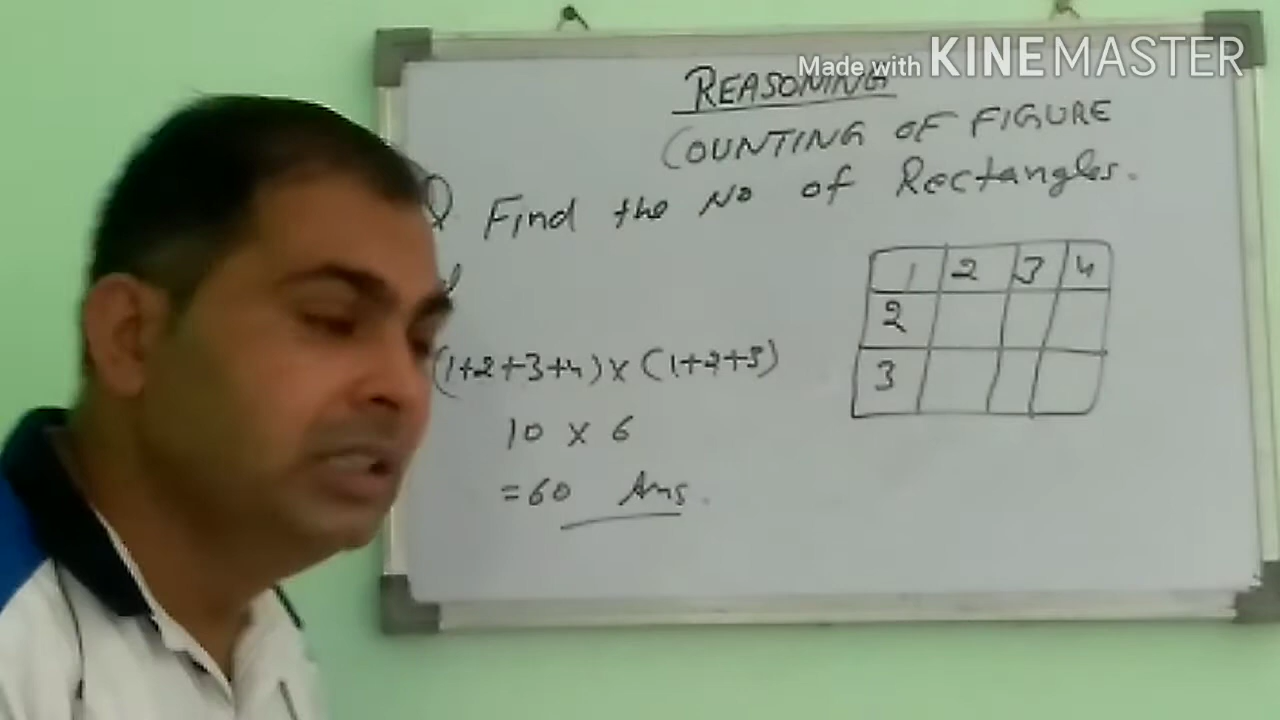 Made with KINEMASTER
REASONING
COUNTING OF FIGURE
Q Find the No of Rectangles.
1 2 3 4
2
3
(1+2+3+4) x (1+2+3)
10 x 6
=60 Ans.